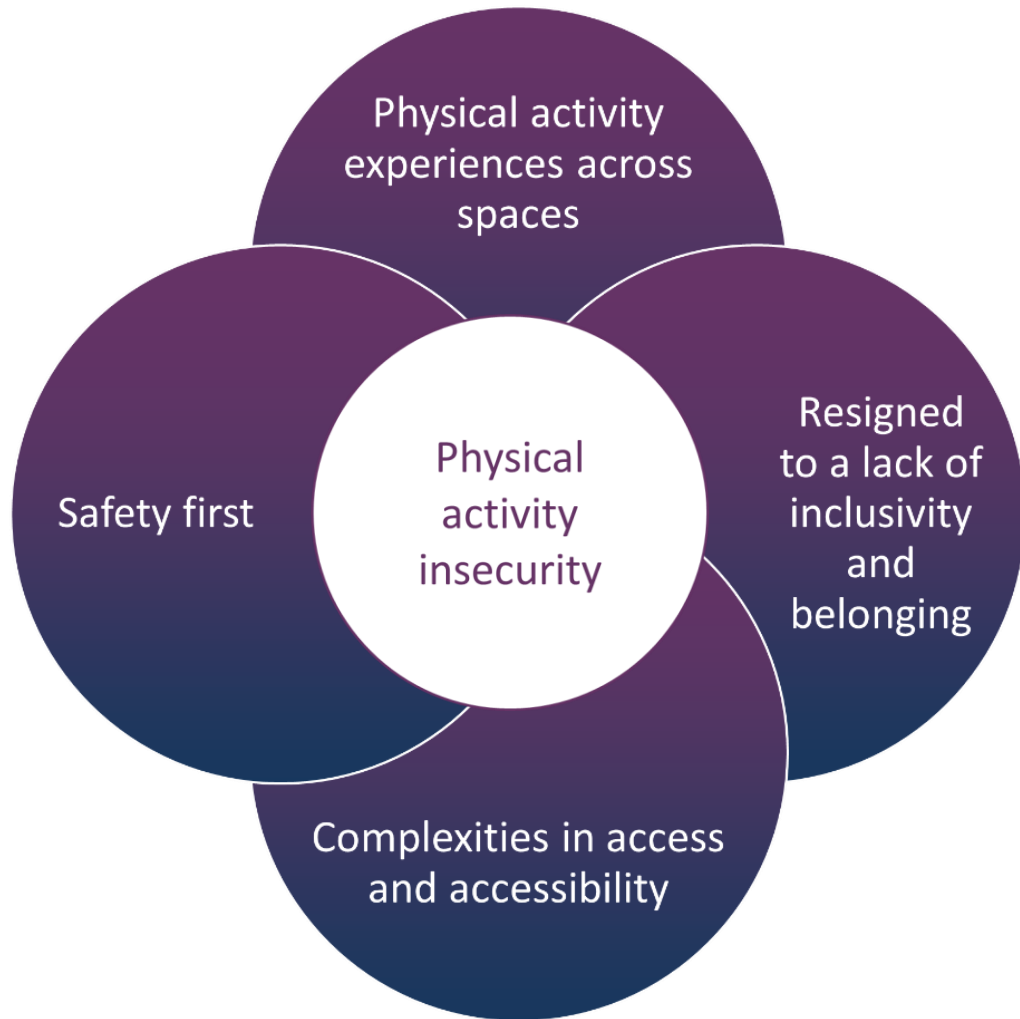 Physical activity
experiences across
spaces
Safety first
Physical
activity
insecurity
Resigned
to a lack of
inclusivity
and
belonging
Complexities in access
and accessibility